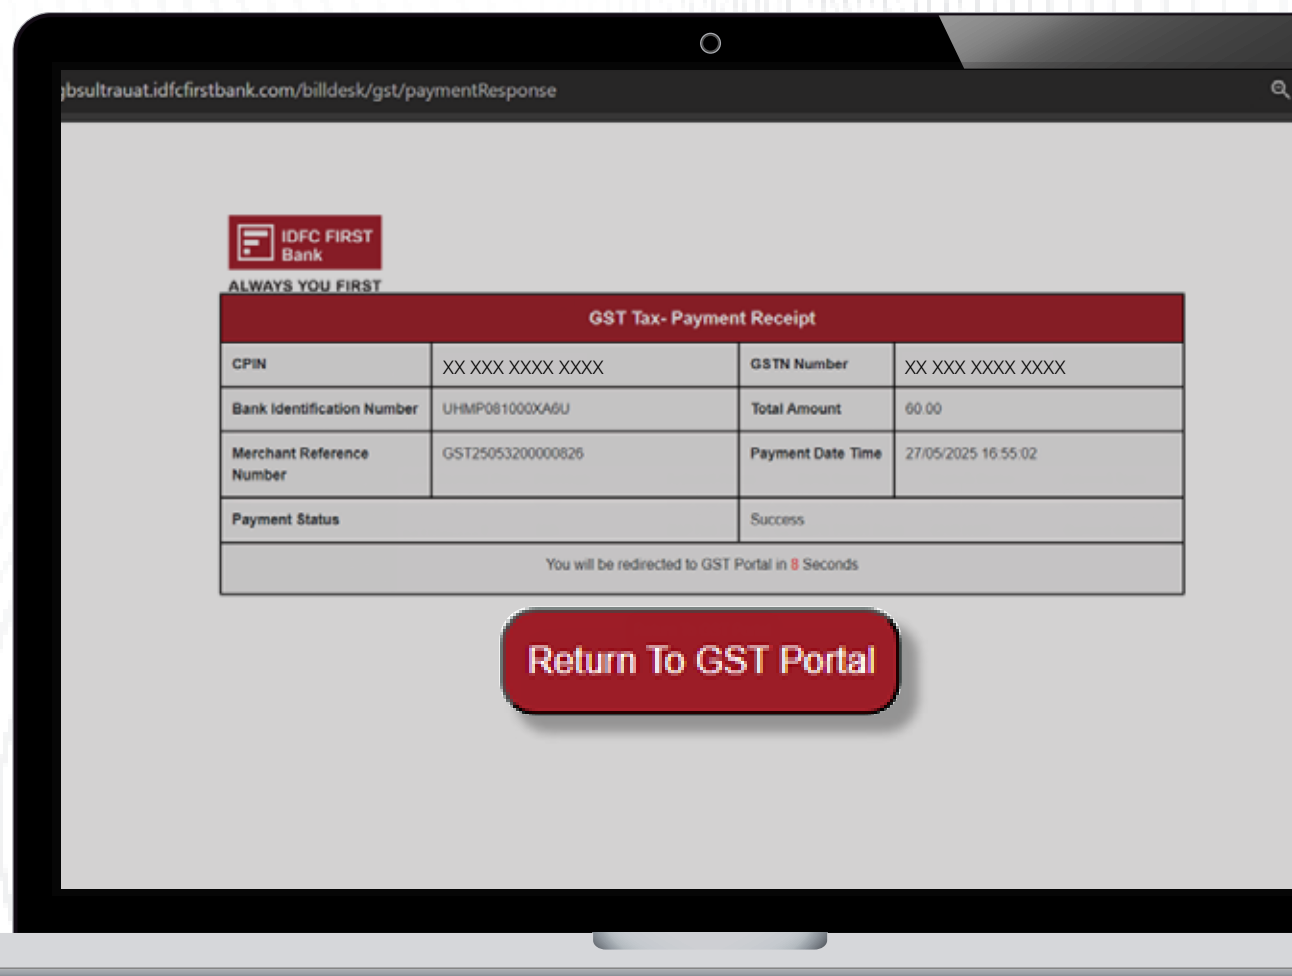 gbsultrauat.idfcfirstbank.com/billdesk/gst/paymentResponse
IDFC FIRST
Bank
ALWAYS YOU FIRST
GST Tax- Payment Receipt
CPIN XX XXX XXXX XXXX GSTN Number XX XXX XXXX XXXX
Bank Identification Number UHMP081000XA6U Total Amount 60.00
Merchant Reference Number GST25053200000826 Payment Date Time 27/05/2025 16:55:02
Payment Status Success
You will be redirected to GST Portal in 8 Seconds
Return To GST Portal